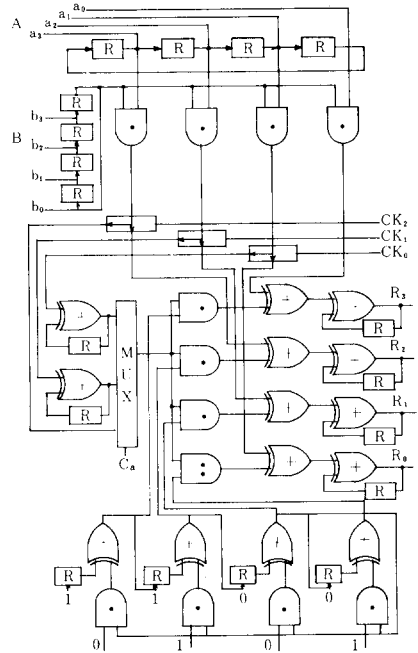 a₀
a₁
A
a₂
a₃
R R R R
R
b₃
R
B
b₂
R
b₁
R
b₀
CK₂
CK₁
CK₀
R₃
R
R
R₂
M
U
X
R
R₁
R
R
R₀
Cₐ
R
R R R R
1 1 0 0
0 1 0 1